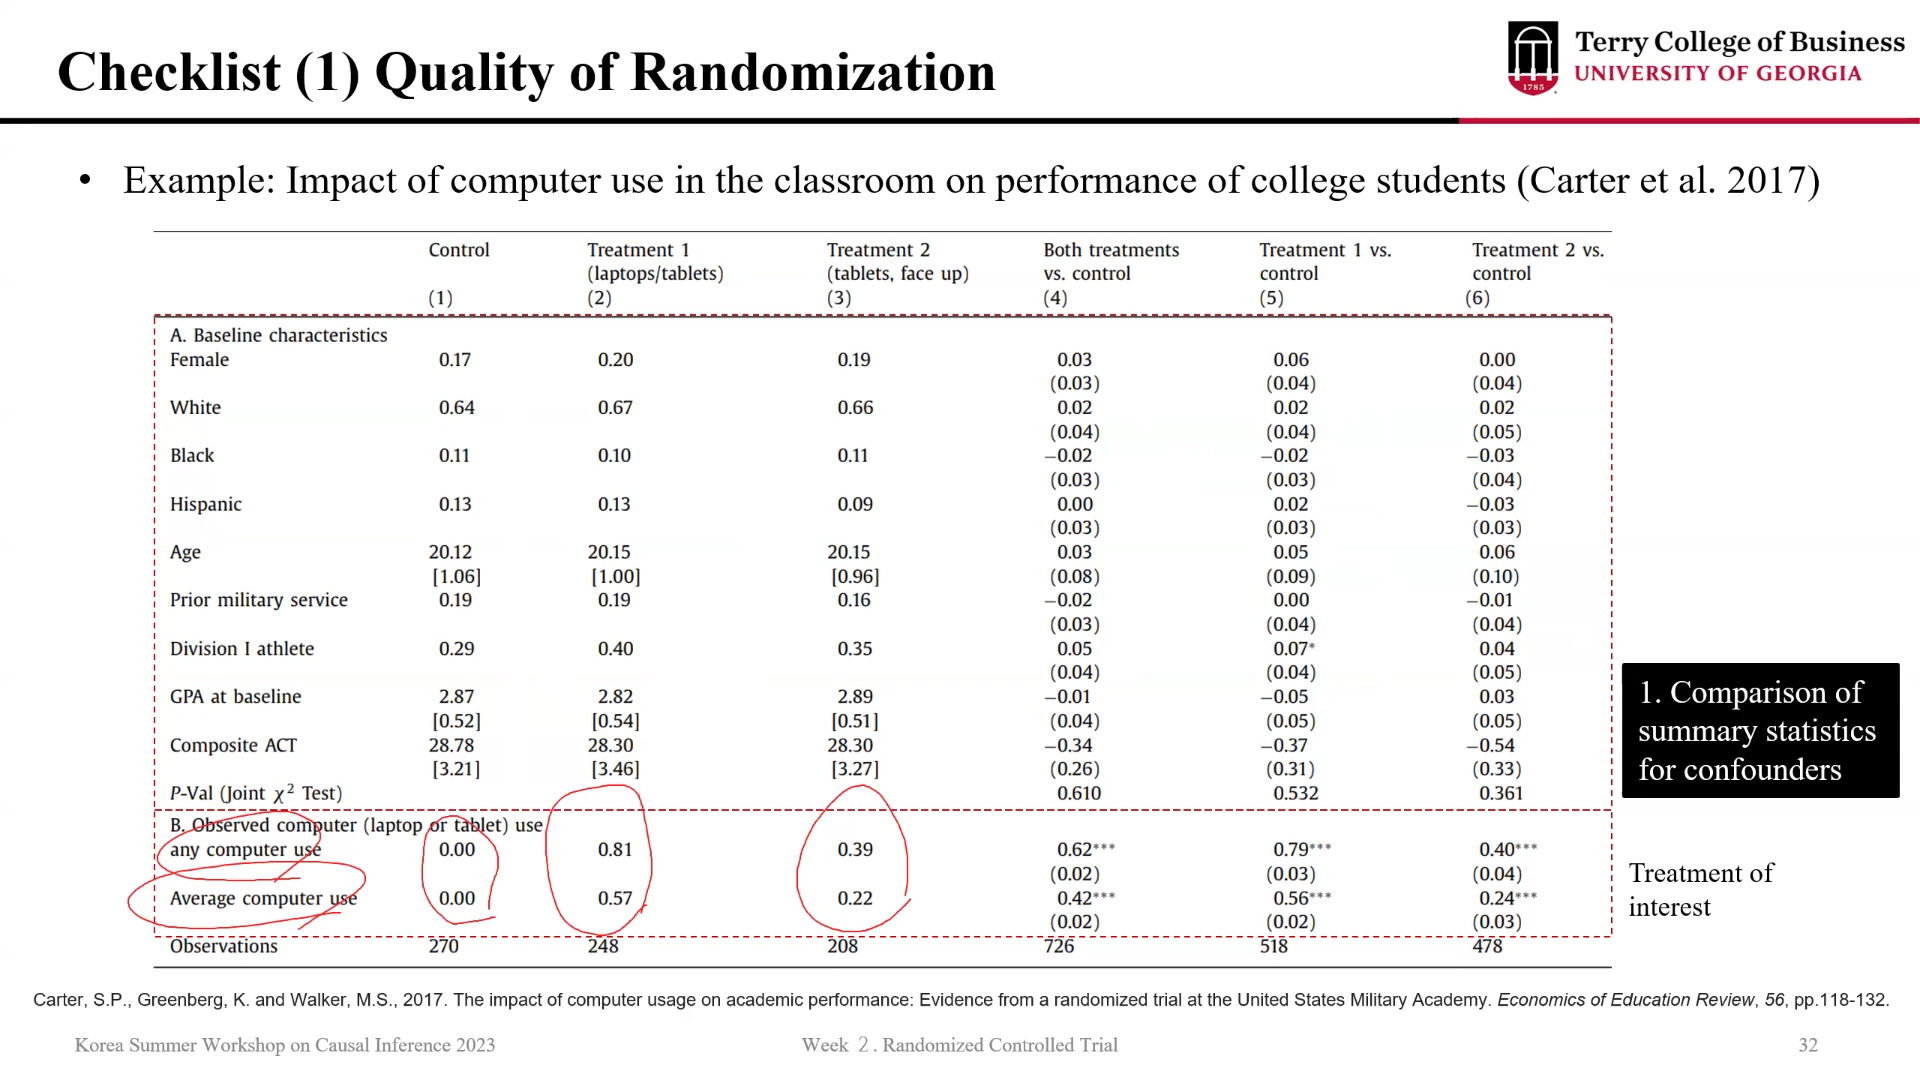 Checklist (1) Quality of Randomization
Terry College of Business
UNIVERSITY OF GEORGIA
1785
• Example: Impact of computer use in the classroom on performance of college students (Carter et al. 2017)
Control Treatment 1 Treatment 2 Both treatments Treatment 1 vs. Treatment 2 vs.
(laptops/tablets) (tablets, face up) vs. control control control
(1) (2) (3) (4) (5) (6)
A. Baseline characteristics
Female 0.17 0.20 0.19 0.03 0.06 0.00
(0.03) (0.04) (0.04)
White 0.64 0.67 0.66 0.02 0.02 0.02
(0.04) (0.04) (0.05)
Black 0.11 0.10 0.11 −0.02 −0.02 −0.03
(0.03) (0.03) (0.04)
Hispanic 0.13 0.13 0.09 0.00 0.02 −0.03
(0.03) (0.03) (0.03)
Age 20.12 20.15 20.15 0.03 0.05 0.06
[1.06] [1.00] [0.96] (0.08) (0.09) (0.10)
Prior military service 0.19 0.19 0.16 −0.02 0.00 −0.01
(0.03) (0.04) (0.04)
Division I athlete 0.29 0.40 0.35 0.05 0.07* 0.04
(0.04) (0.04) (0.05)
GPA at baseline 2.87 2.82 2.89 −0.01 −0.05 0.03
[0.52] [0.54] [0.51] (0.04) (0.05) (0.05)
Composite ACT 28.78 28.30 28.30 −0.34 −0.37 −0.54
[3.21] [3.46] [3.27] (0.26) (0.31) (0.33)
P-Val (Joint χ² Test) 0.610 0.532 0.361
B. Observed computer (laptop or tablet) use
any computer use 0.00 0.81 0.39 0.62*** 0.79*** 0.40***
(0.02) (0.03) (0.04)
Average computer use 0.00 0.57 0.22 0.42*** 0.56*** 0.24***
(0.02) (0.02) (0.03)
Observations 270 248 208 726 518 478
1. Comparison of
summary statistics
for confounders
Treatment of
interest
Carter, S.P., Greenberg, K. and Walker, M.S., 2017. The impact of computer usage on academic performance: Evidence from a randomized trial at the United States Military Academy. Economics of Education Review, 56, pp.118-132.
Korea Summer Workshop on Causal Inference 2023 Week 2. Randomized Controlled Trial 32